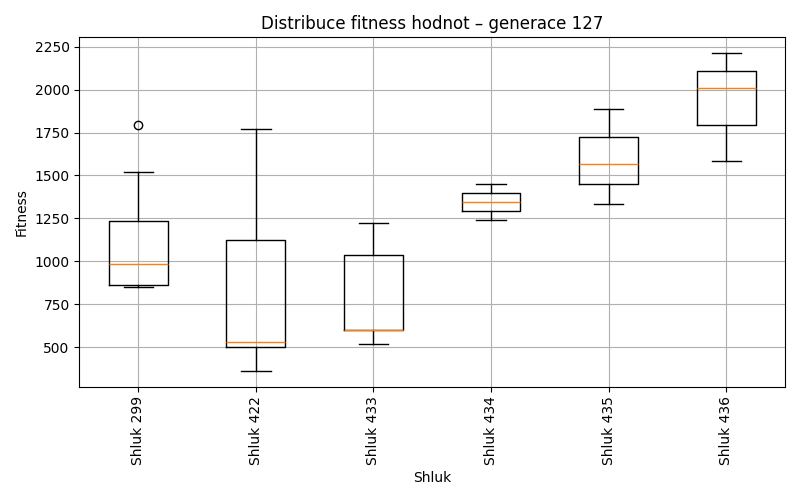 Distribuce fitness hodnot – generace 127
Fitness
2250
2000
1750
1500
1250
1000
750
500
Shluk 299
Shluk 422
Shluk 433
Shluk 434
Shluk 435
Shluk 436
Shluk